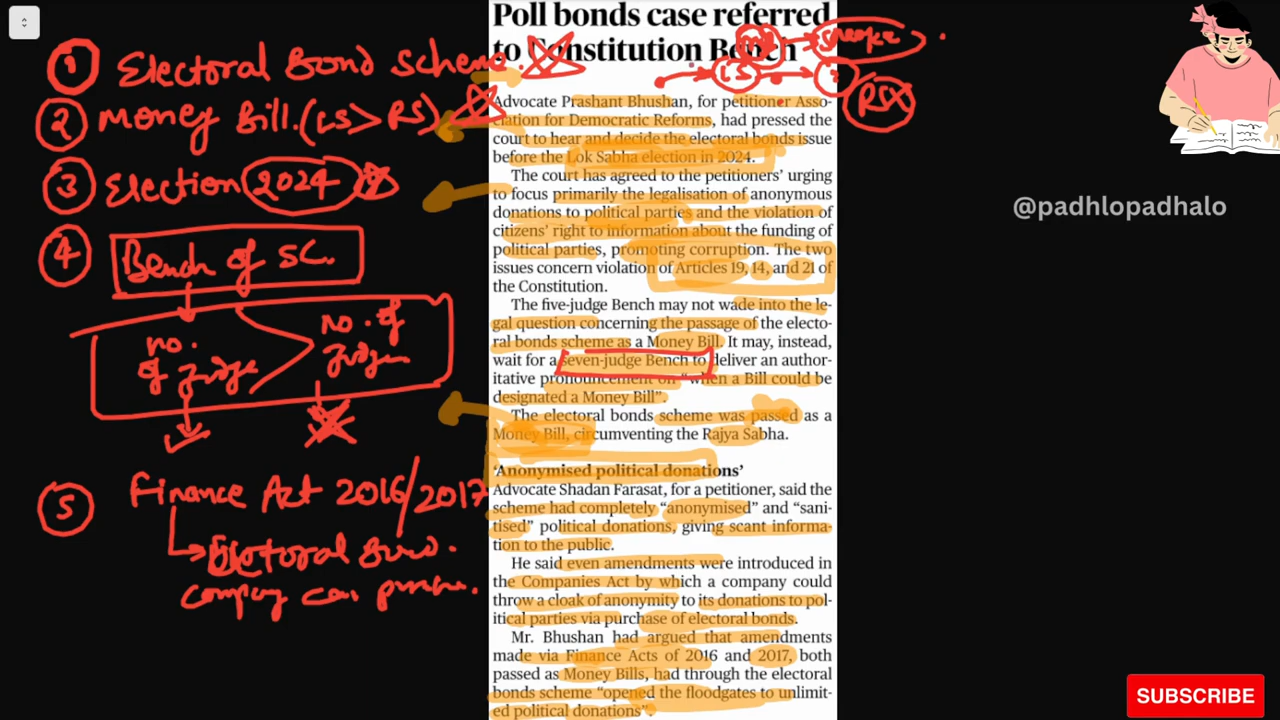 ① Electoral Bond Scheme.
② Money Bill. (LS > RS)
③ Election 2024
④ Bench of SC.
no. of Judge > no. of Judges
⑤ Finance Act 2016/2017
Electoral Bond.
company can
Poll bonds case referred
to Constitution Bench
LS
RS
Advocate Prashant Bhushan, for petitioner Asso-
ciation for Democratic Reforms, had pressed the
court to hear and decide the electoral bonds issue
before the Lok Sabha election in 2024.
The court has agreed to the petitioners’ urging
to focus primarily the legalisation of anonymous
donations to political parties and the violation of
citizens’ right to information about the funding of
political parties, promoting corruption. The two
issues concern violation of Articles 19, 14, and 21 of
the Constitution.
The five-judge Bench may not wade into the le-
gal question concerning the passage of the electo-
ral bonds scheme as a Money Bill. It may, instead,
wait for a seven-judge Bench to deliver an author-
itative pronouncement on “when a Bill could be
designated a Money Bill”.
The electoral bonds scheme was passed as a
Money Bill, circumventing the Rajya Sabha.
‘Anonymised political donations’
Advocate Shadan Farasat, for a petitioner, said the
scheme had completely “anonymised” and “sani-
tised” political donations, giving scant informa-
tion to the public.
He said even amendments were introduced in
the Companies Act by which a company could
throw a cloak of anonymity to its donations to pol-
itical parties via purchase of electoral bonds.
Mr. Bhushan had argued that amendments
made via Finance Acts of 2016 and 2017, both
passed as Money Bills, had through the electoral
bonds scheme “opened the floodgates to unlimit-
ed political donations”.
@padhlopadhalo
SUBSCRIBE